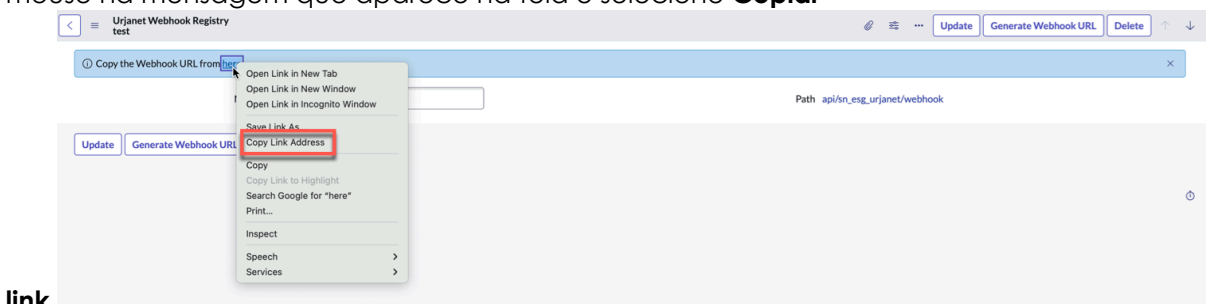 mouse na mensagem que aparece na tela e selecione Copiar
Urjanet Webhook Registry
test
Update Generate Webhook URL Delete
Copy the Webhook URL from here
Path api/sn_esg_urjanet/webhook
Open Link in New Tab
Open Link in New Window
Open Link in Incognito Window
Save Link As
Update Generate Webhook URL
Copy Link Address
Copy
Copy Link to Highlight
Search Google for "here"
Print...
Inspect
Speech
Services
link